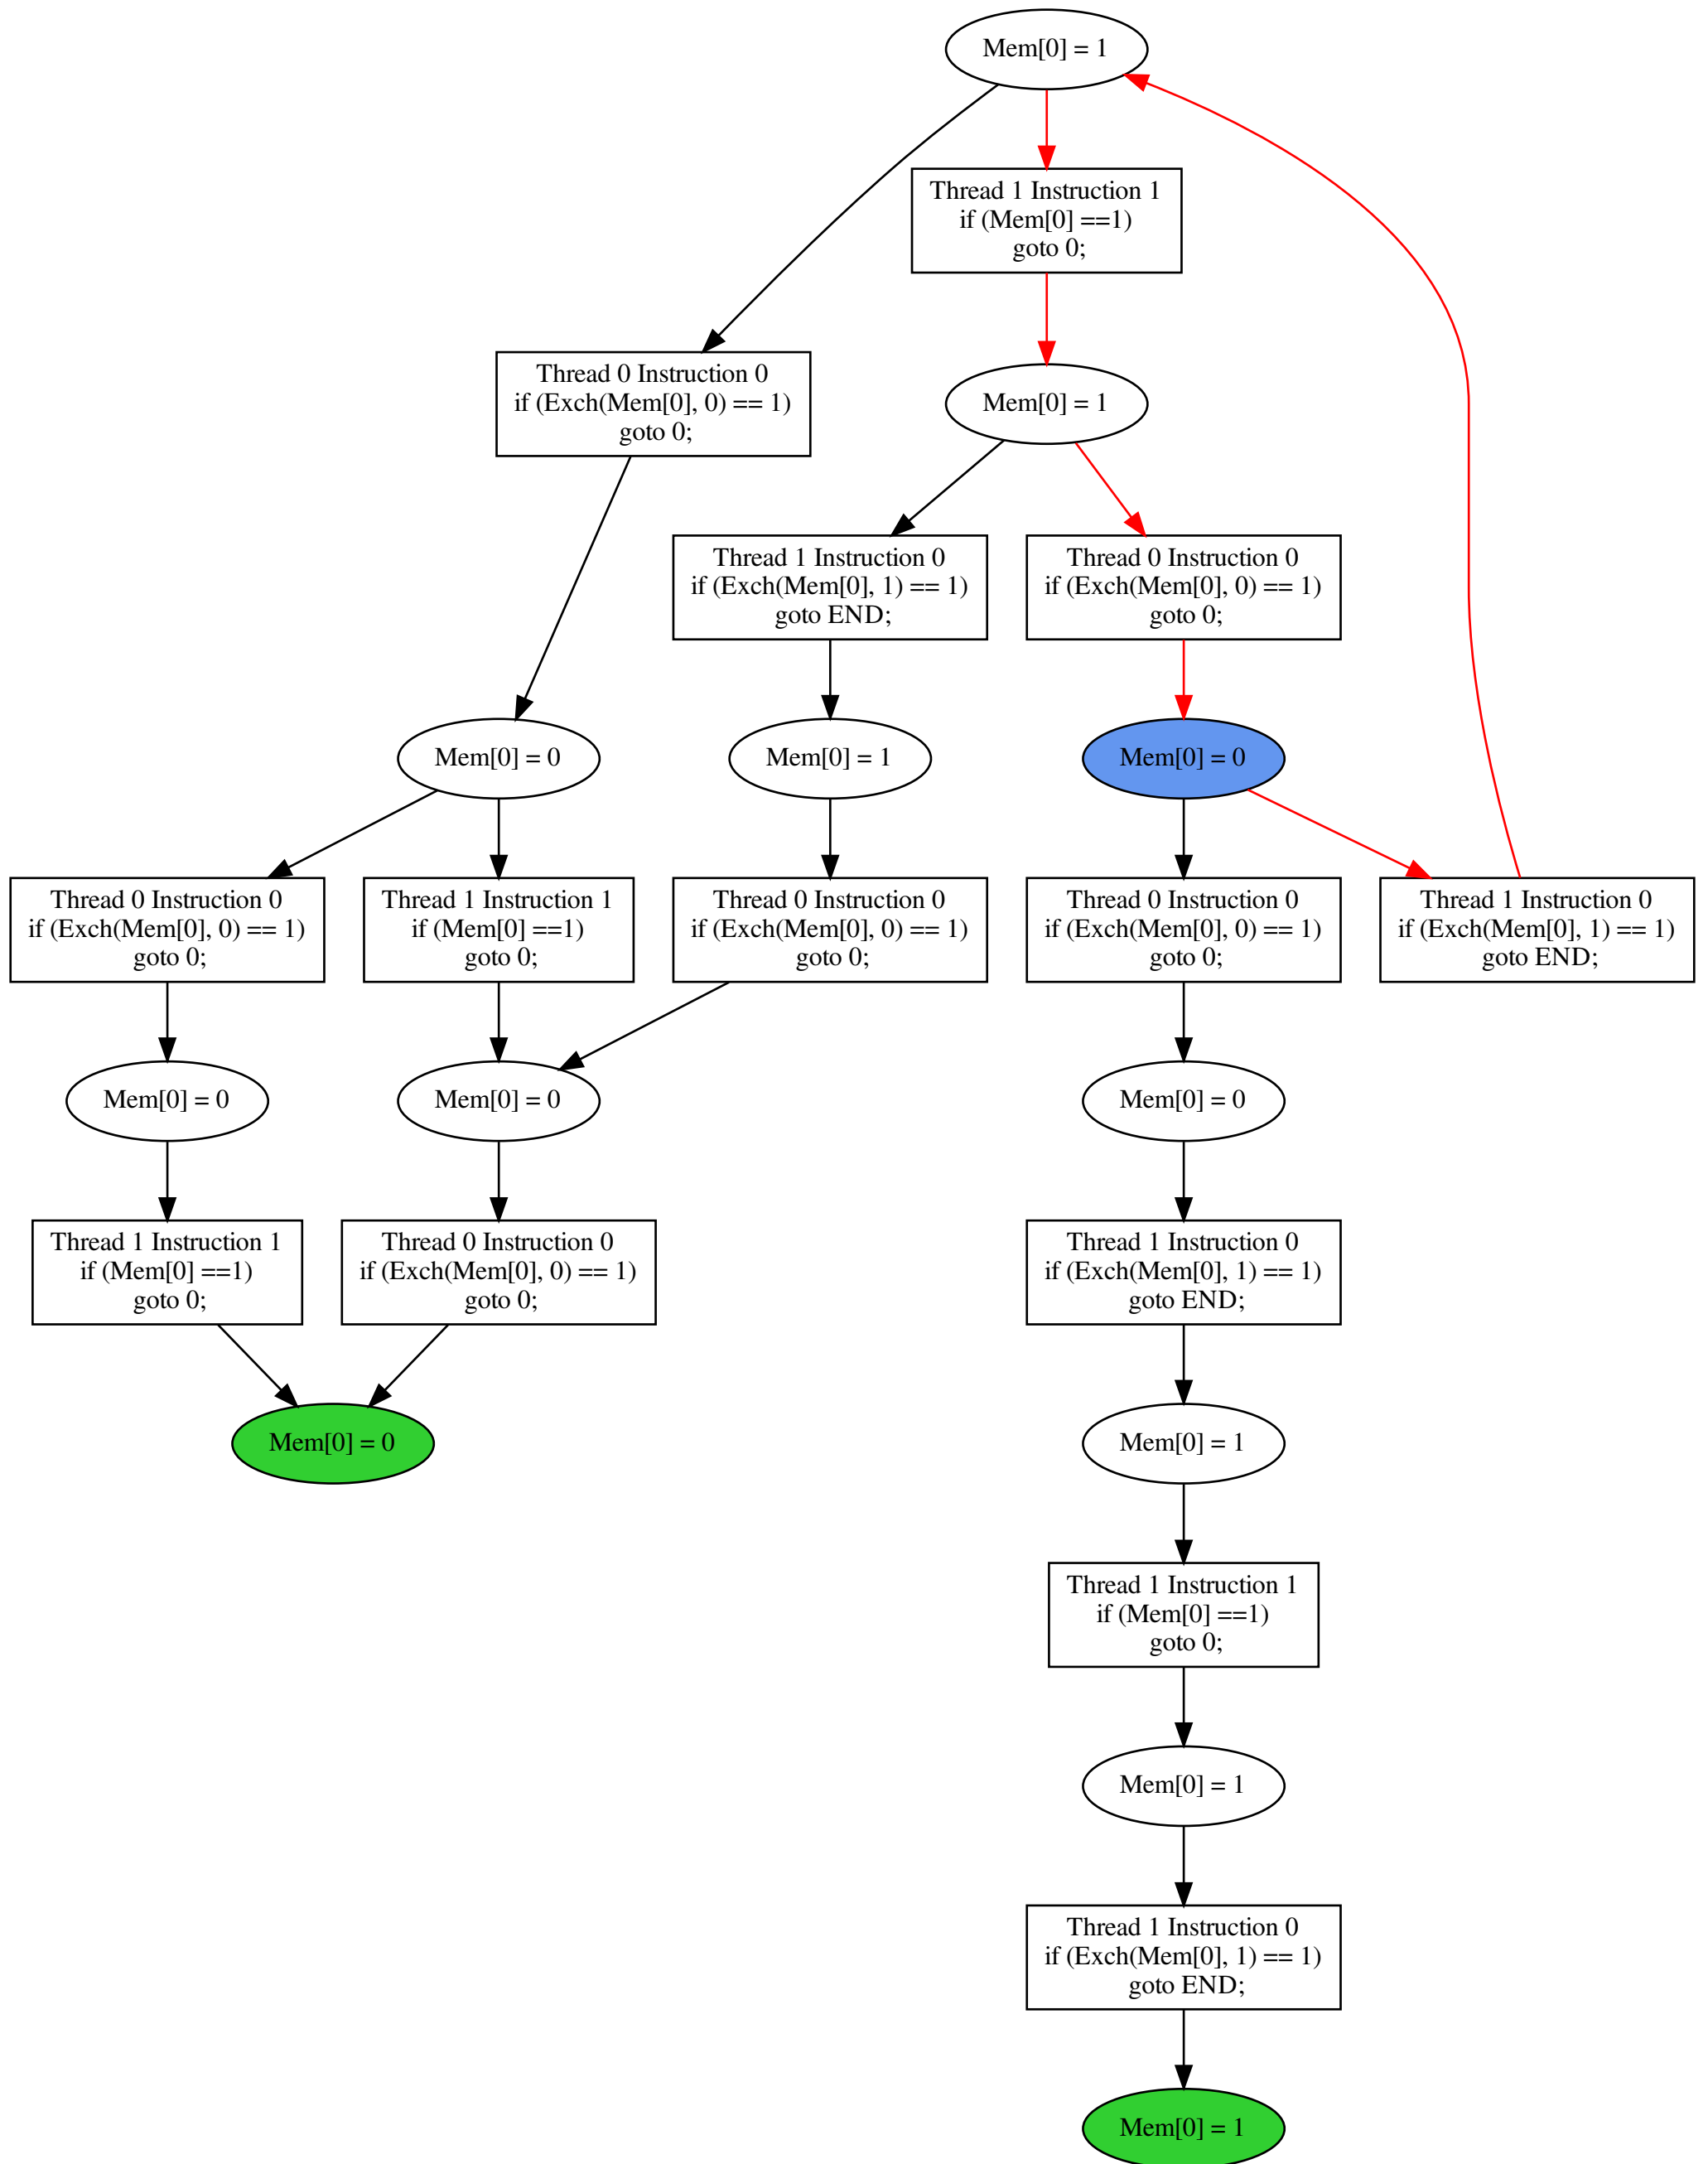 Mem[0] = 1
Thread 1 Instruction 1
if (Mem[0] ==1)
goto 0;
Thread 0 Instruction 0
if (Exch(Mem[0], 0) == 1)
goto 0;
Mem[0] = 1
Thread 1 Instruction 0
if (Exch(Mem[0], 1) == 1)
goto END;
Thread 0 Instruction 0
if (Exch(Mem[0], 0) == 1)
goto 0;
Mem[0] = 0
Mem[0] = 1
Mem[0] = 0
Thread 0 Instruction 0
if (Exch(Mem[0], 0) == 1)
goto 0;
Thread 1 Instruction 1
if (Mem[0] ==1)
goto 0;
Thread 0 Instruction 0
if (Exch(Mem[0], 0) == 1)
goto 0;
Thread 0 Instruction 0
if (Exch(Mem[0], 0) == 1)
goto 0;
Thread 1 Instruction 0
if (Exch(Mem[0], 1) == 1)
goto END;
Mem[0] = 0
Mem[0] = 0
Mem[0] = 0
Thread 1 Instruction 1
if (Mem[0] ==1)
goto 0;
Thread 0 Instruction 0
if (Exch(Mem[0], 0) == 1)
goto 0;
Thread 1 Instruction 0
if (Exch(Mem[0], 1) == 1)
goto END;
Mem[0] = 0
Mem[0] = 1
Thread 1 Instruction 1
if (Mem[0] ==1)
goto 0;
Mem[0] = 1
Thread 1 Instruction 0
if (Exch(Mem[0], 1) == 1)
goto END;
Mem[0] = 1